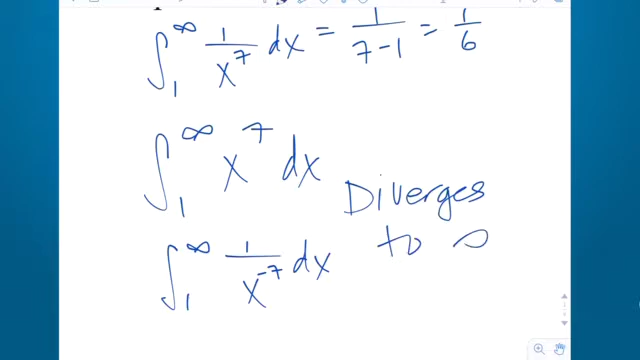 ∫₁^∞ 1/x⁷ dx = 1/(7-1) = 1/6
∫₁^∞ x⁷ dx
Diverges
∫₁^∞ 1/x⁻⁷ dx
to